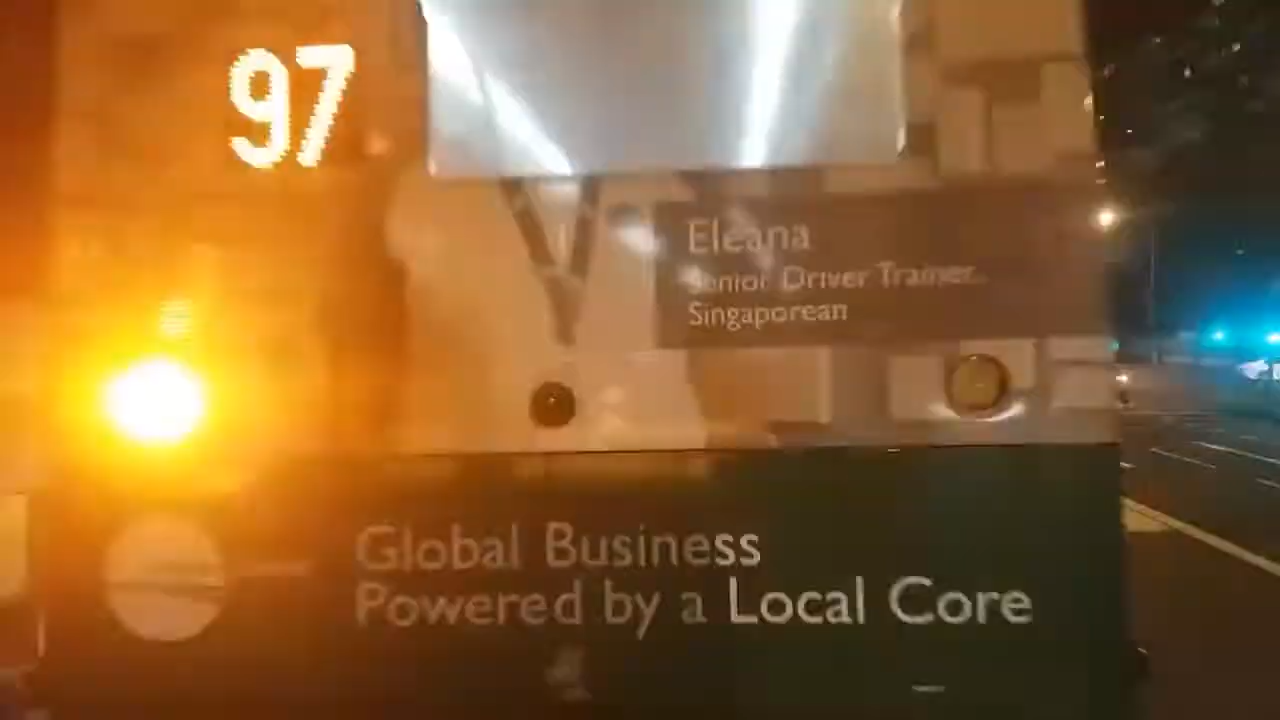 97
Eleana
Senior Driver Trainer
Singaporean
Global Business
Powered by a Local Core